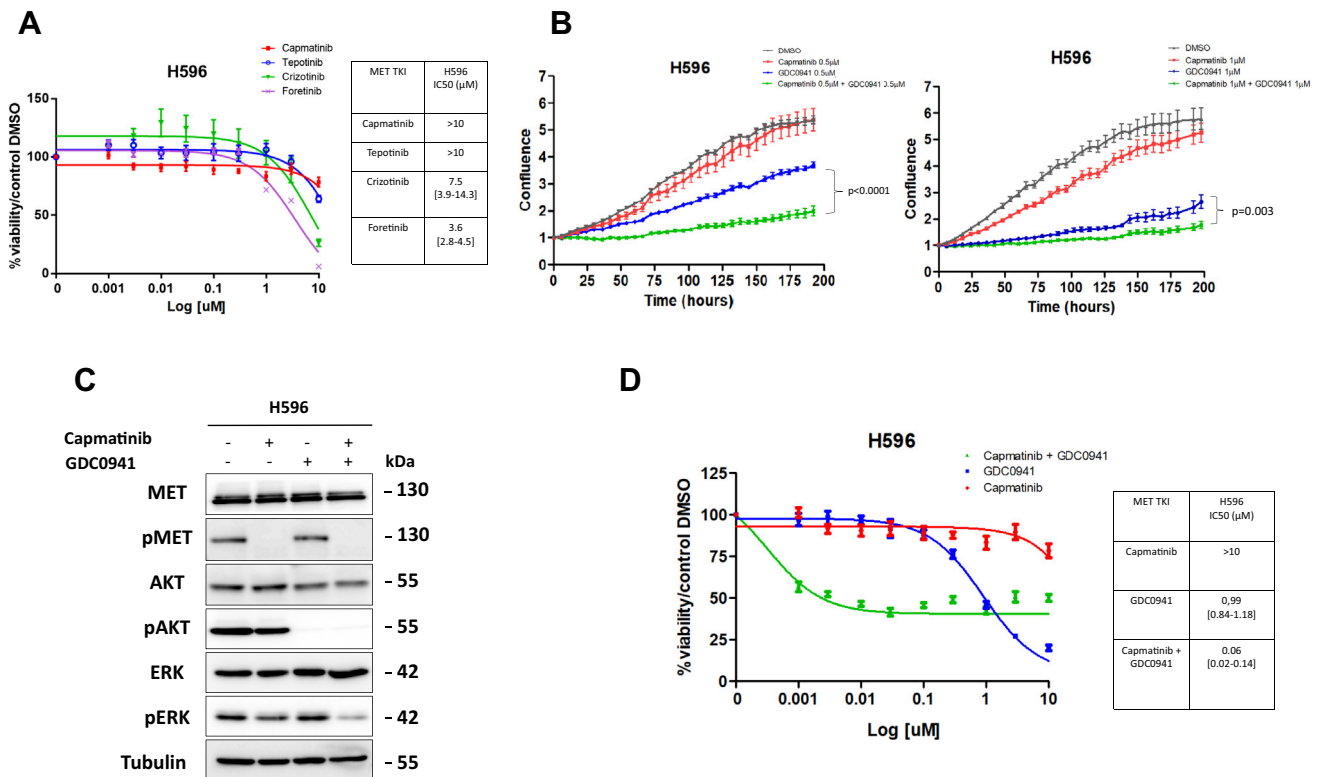 A
Capmatinib
Tepotinib
Crizotinib
Foretinib
H596
150
100
50
0
0 0.001 0.01 0.1 1 10
% viability/control DMSO
Log [uM]
MET TKI H596 IC50 (μM)
Capmatinib >10
Tepotinib >10
Crizotinib 7.5 [3.9-14.3]
Foretinib 3.6 [2.8-4.5]
B
H596
DMSO
Capmatinib 0.5μM
GDC0941 0.5μM
Capmatinib 0.5μM + GDC0941 0.5μM
Confluence
7
6
5
4
3
2
1
0
0 25 50 75 100 125 150 175 200
Time (hours)
p<0.0001
H596
DMSO
Capmatinib 1μM
GDC0941 1μM
Capmatinib 1μM + GDC0941 1μM
Confluence
7
6
5
4
3
2
1
0
0 25 50 75 100 125 150 175 200
Time (hours)
p=0.003
C
H596
Capmatinib - + - +
GDC0941 - - + + kDa
MET - 130
pMET - 130
AKT - 55
pAKT - 55
ERK - 42
pERK - 42
Tubulin - 55
D
H596
Capmatinib + GDC0941
GDC0941
Capmatinib
125
100
75
50
25
0
0 0.001 0.01 0.1 1 10
% viability/control DMSO
Log [uM]
MET TKI H596 IC50 (μM)
Capmatinib >10
GDC0941 0,99 [0.84-1.18]
Capmatinib + GDC0941 0.06 [0.02-0.14]